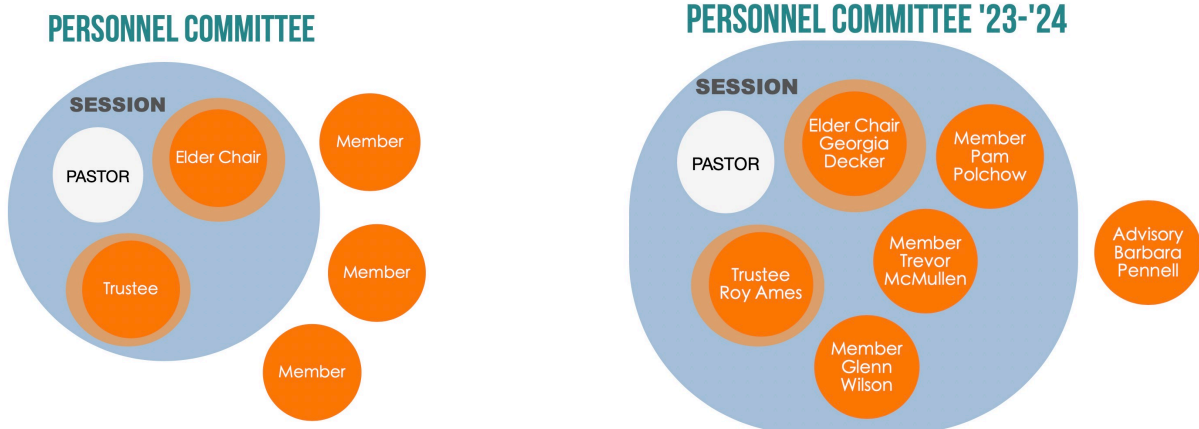 PERSONNEL COMMITTEE
SESSION
PASTOR
Elder Chair
Trustee
Member
Member
Member
PERSONNEL COMMITTEE '23-'24
SESSION
PASTOR
Elder Chair
Georgia
Decker
Member
Pam
Polchow
Member
Trevor
McMullen
Trustee
Roy Ames
Member
Glenn
Wilson
Advisory
Barbara
Pennell